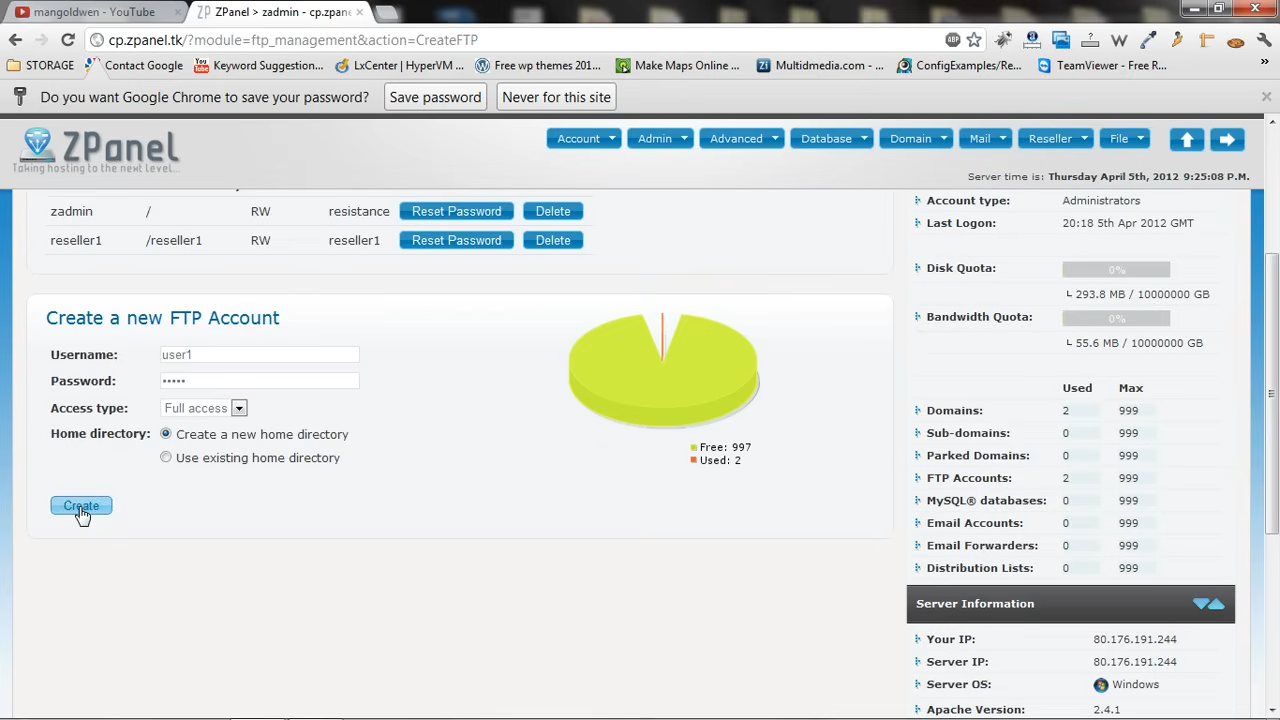 mangoldwen - YouTube
ZPanel > zadmin - cp.zpane
cp.zpanel.tk/?module=ftp_management&action=CreateFTP
ABP
STORAGE
Contact Google
Keyword Suggestion...
LxCenter | HyperVM ...
Free wp themes 201...
Make Maps Online ...
Multidmedia.com - ...
ConfigExamples/Re...
TeamViewer - Free R...
Do you want Google Chrome to save your password?
Save password
Never for this site
ZPanel
Taking hosting to the next level...
Account
Admin
Advanced
Database
Domain
Mail
Reseller
File
Server time is: Thursday April 5th, 2012 9:25:08 P.M.
zadmin / RW resistance Reset Password Delete
reseller1 /reseller1 RW reseller1 Reset Password Delete
Create a new FTP Account
Username: user1
Password: •••••
Access type: Full access
Home directory: Create a new home directory
Use existing home directory
Create
Free: 997
Used: 2
Account type: Administrators
Last Logon: 20:18 5th Apr 2012 GMT
Disk Quota: 0%
293.8 MB / 10000000 GB
Bandwidth Quota: 0%
55.6 MB / 10000000 GB
Used Max
Domains: 2 999
Sub-domains: 0 999
Parked Domains: 0 999
FTP Accounts: 2 999
MySQL® databases: 0 999
Email Accounts: 0 999
Email Forwarders: 0 999
Distribution Lists: 0 999
Server Information
Your IP: 80.176.191.244
Server IP: 80.176.191.244
Server OS: Windows
Apache Version: 2.4.1